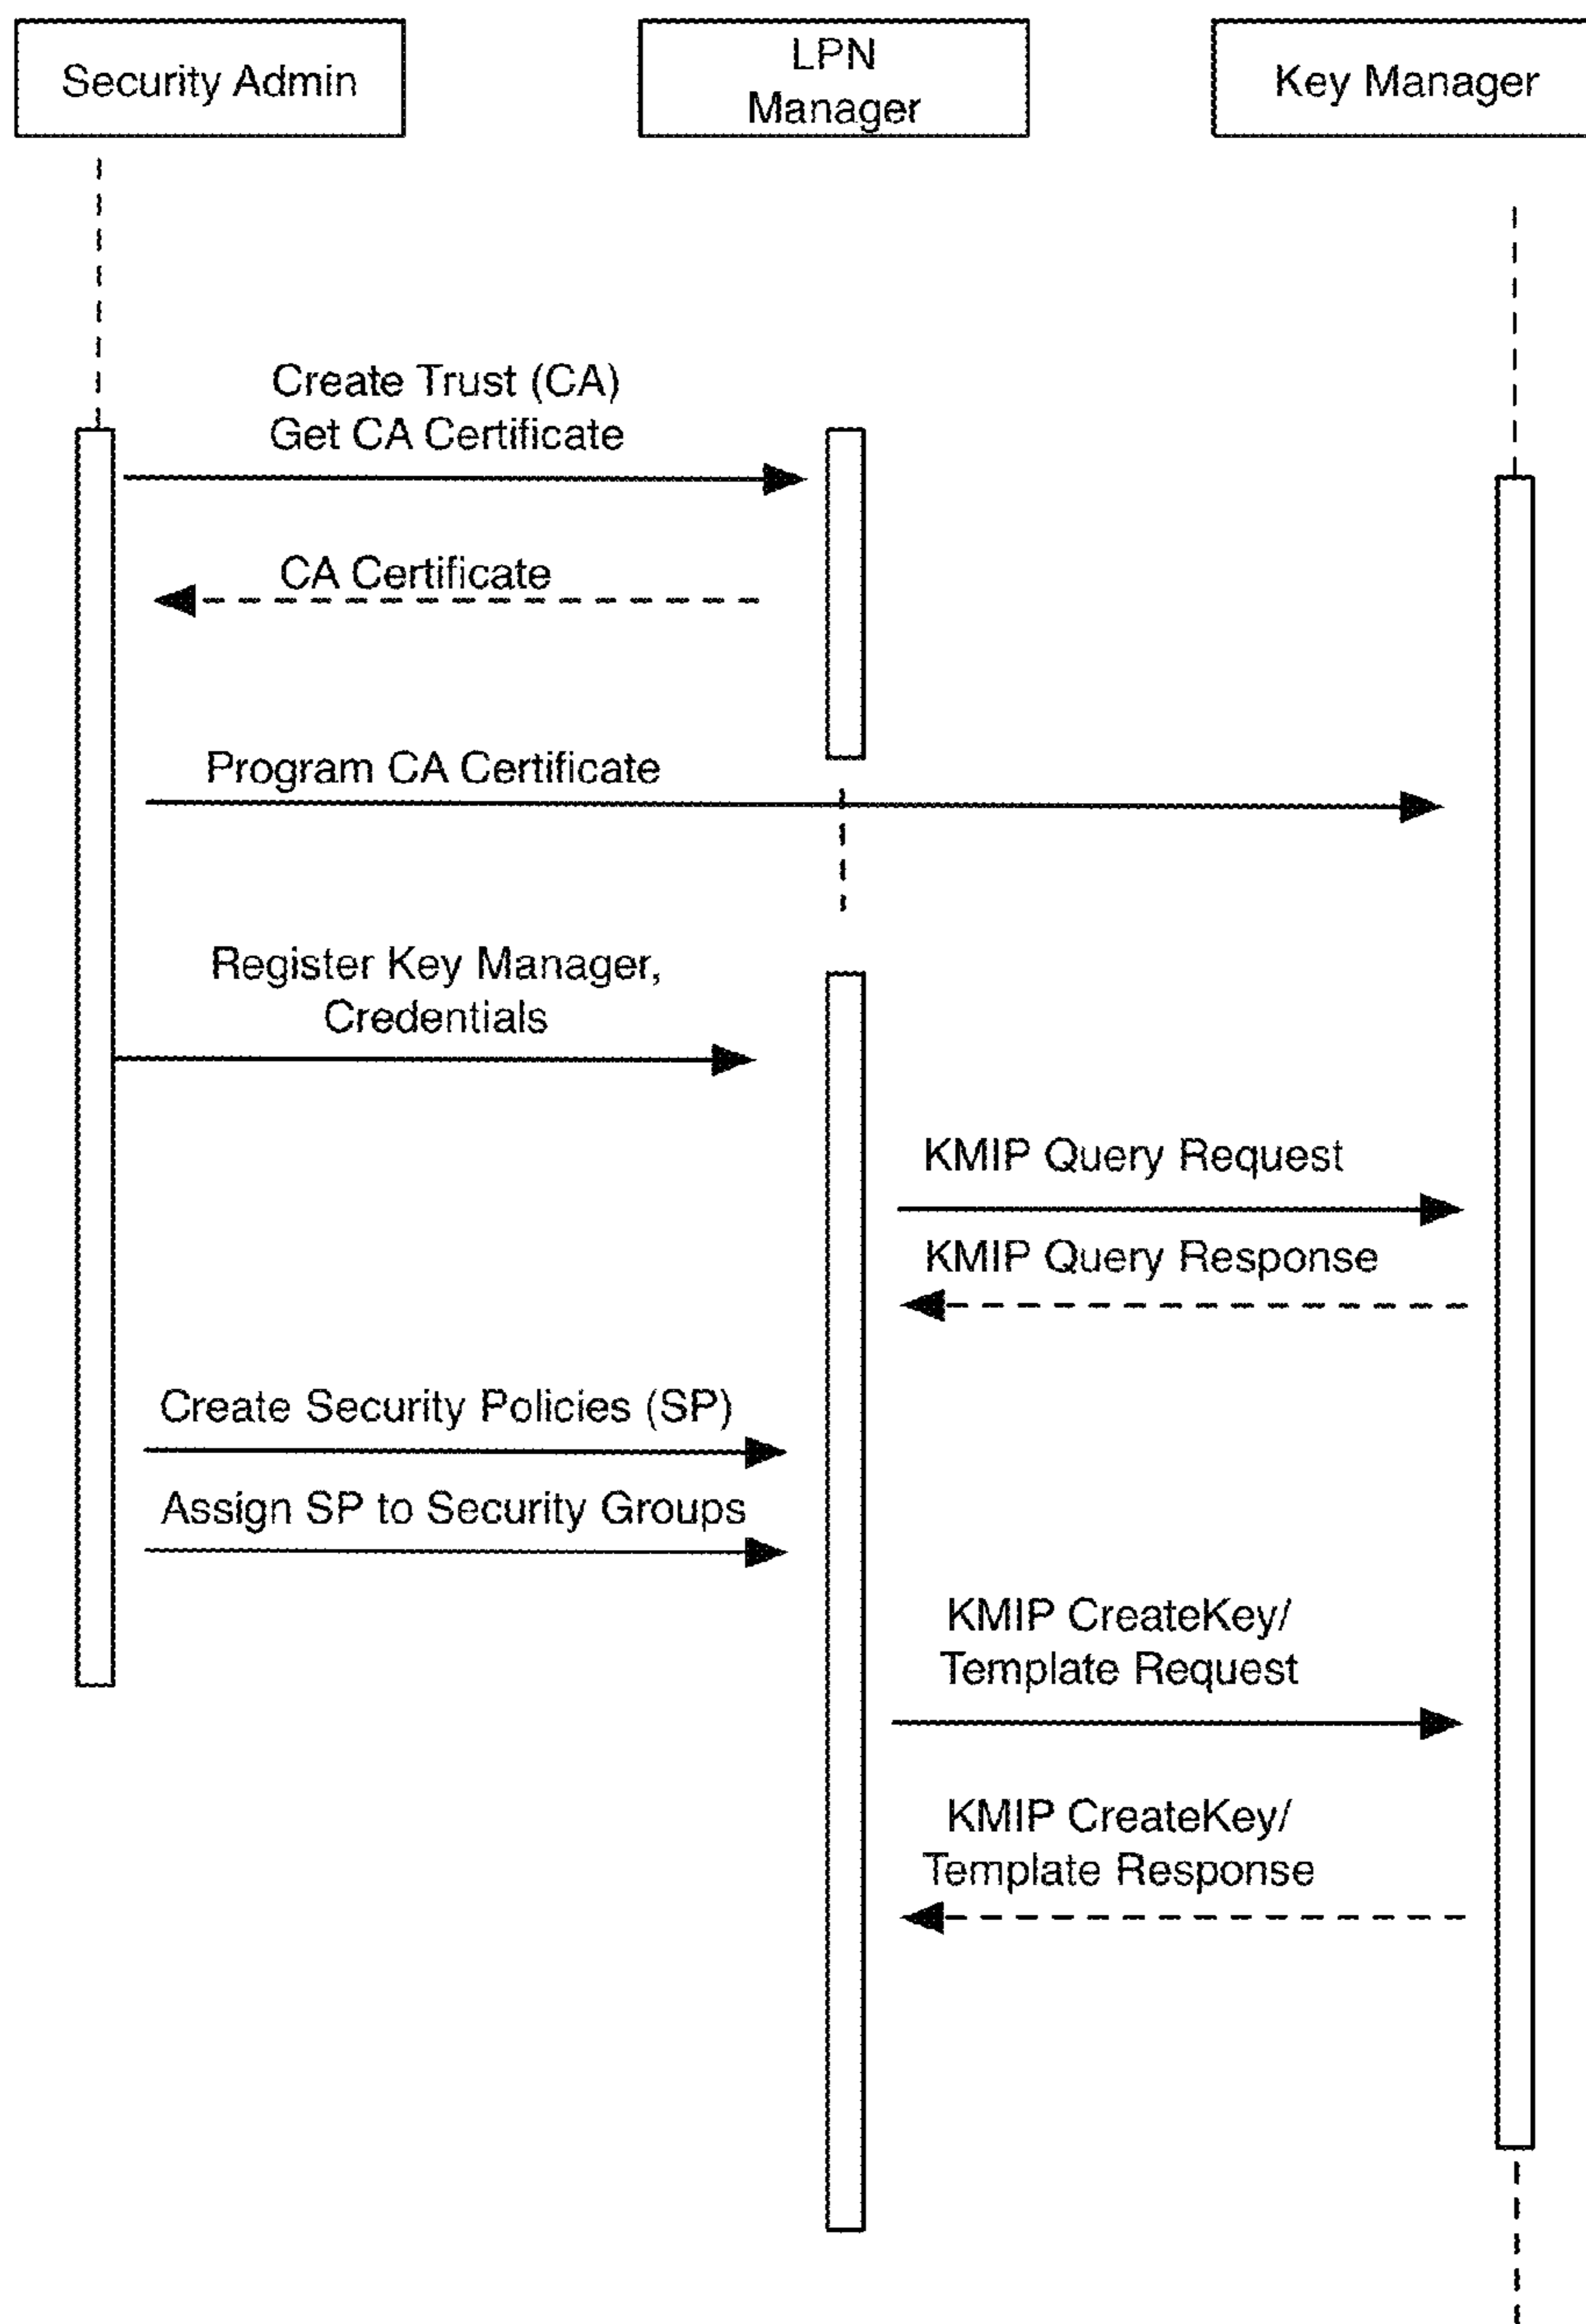 Security Admin
LPN
Manager
Key Manager
Create Trust (CA)
Get CA Certificate
CA Certificate
Program CA Certificate
Register Key Manager,
Credentials
KMIP Query Request
KMIP Query Response
Create Security Policies (SP)
Assign SP to Security Groups
KMIP CreateKey/
Template Request
KMIP CreateKey/
Template Response